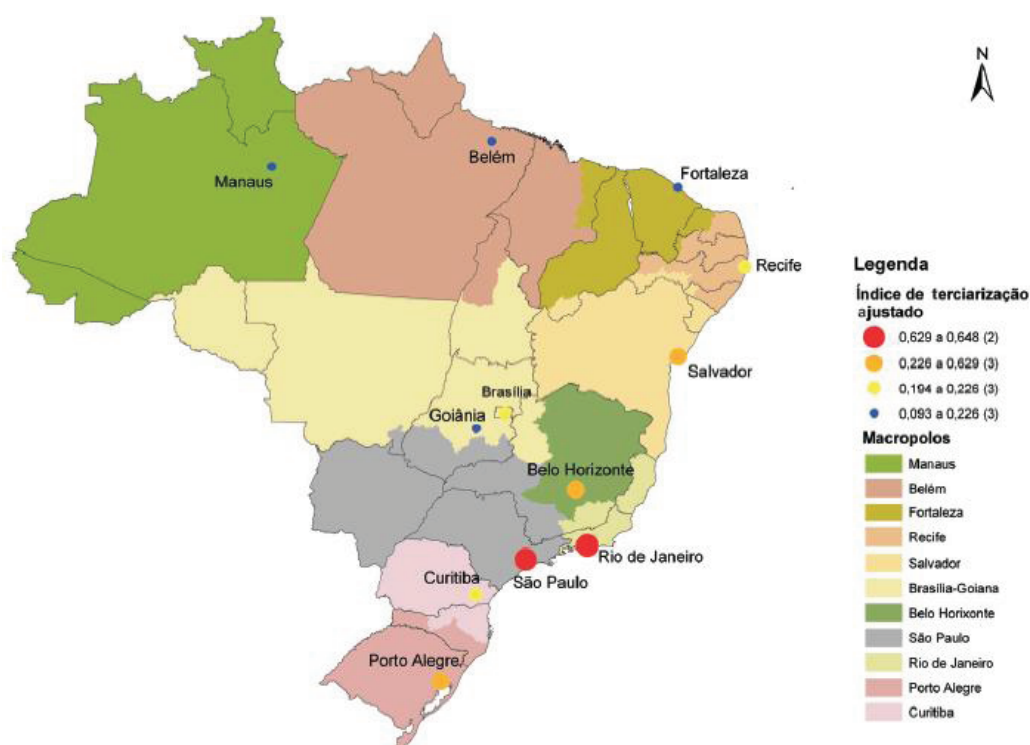 N
Belém
Manaus
Fortaleza
Recife
Salvador
Brasília
Goiânia
Belo Horizonte
Rio de Janeiro
São Paulo
Curitiba
Porto Alegre
Legenda
Índice de terciarização
ajustado
0,629 a 0,648 (2)
0,226 a 0,629 (3)
0,194 a 0,226 (3)
0,093 a 0,226 (3)
Macropolos
Manaus
Belém
Fortaleza
Recife
Salvador
Brasília-Goiana
Belo Horixonte
São Paulo
Rio de Janeiro
Porto Alegre
Curitiba